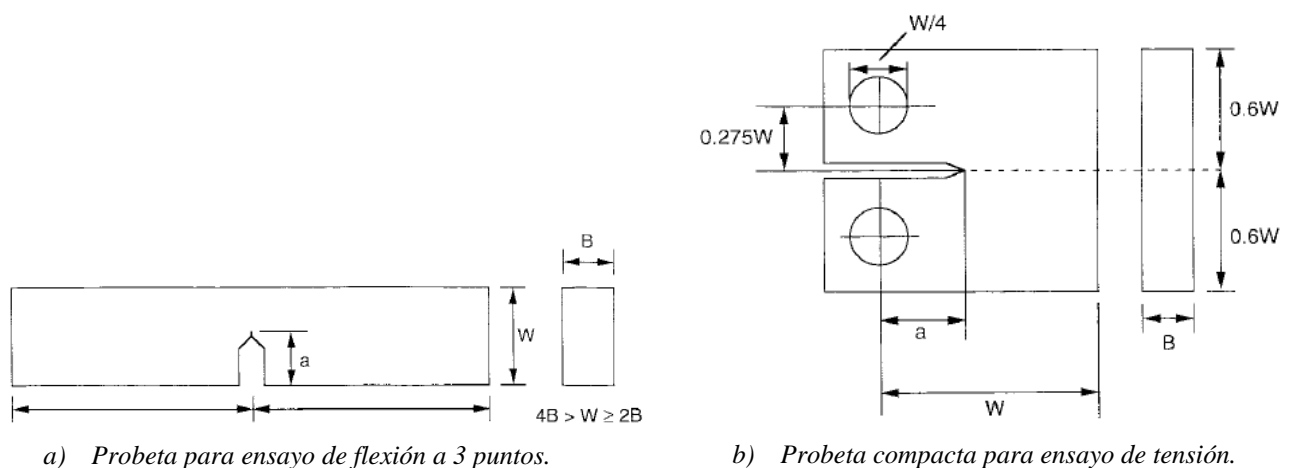 W/4
0.275W
0.6W
0.6W
a
B
W
B
W
a
4B > W ≥ 2B
a) Probeta para ensayo de flexión a 3 puntos.
b) Probeta compacta para ensayo de tensión.